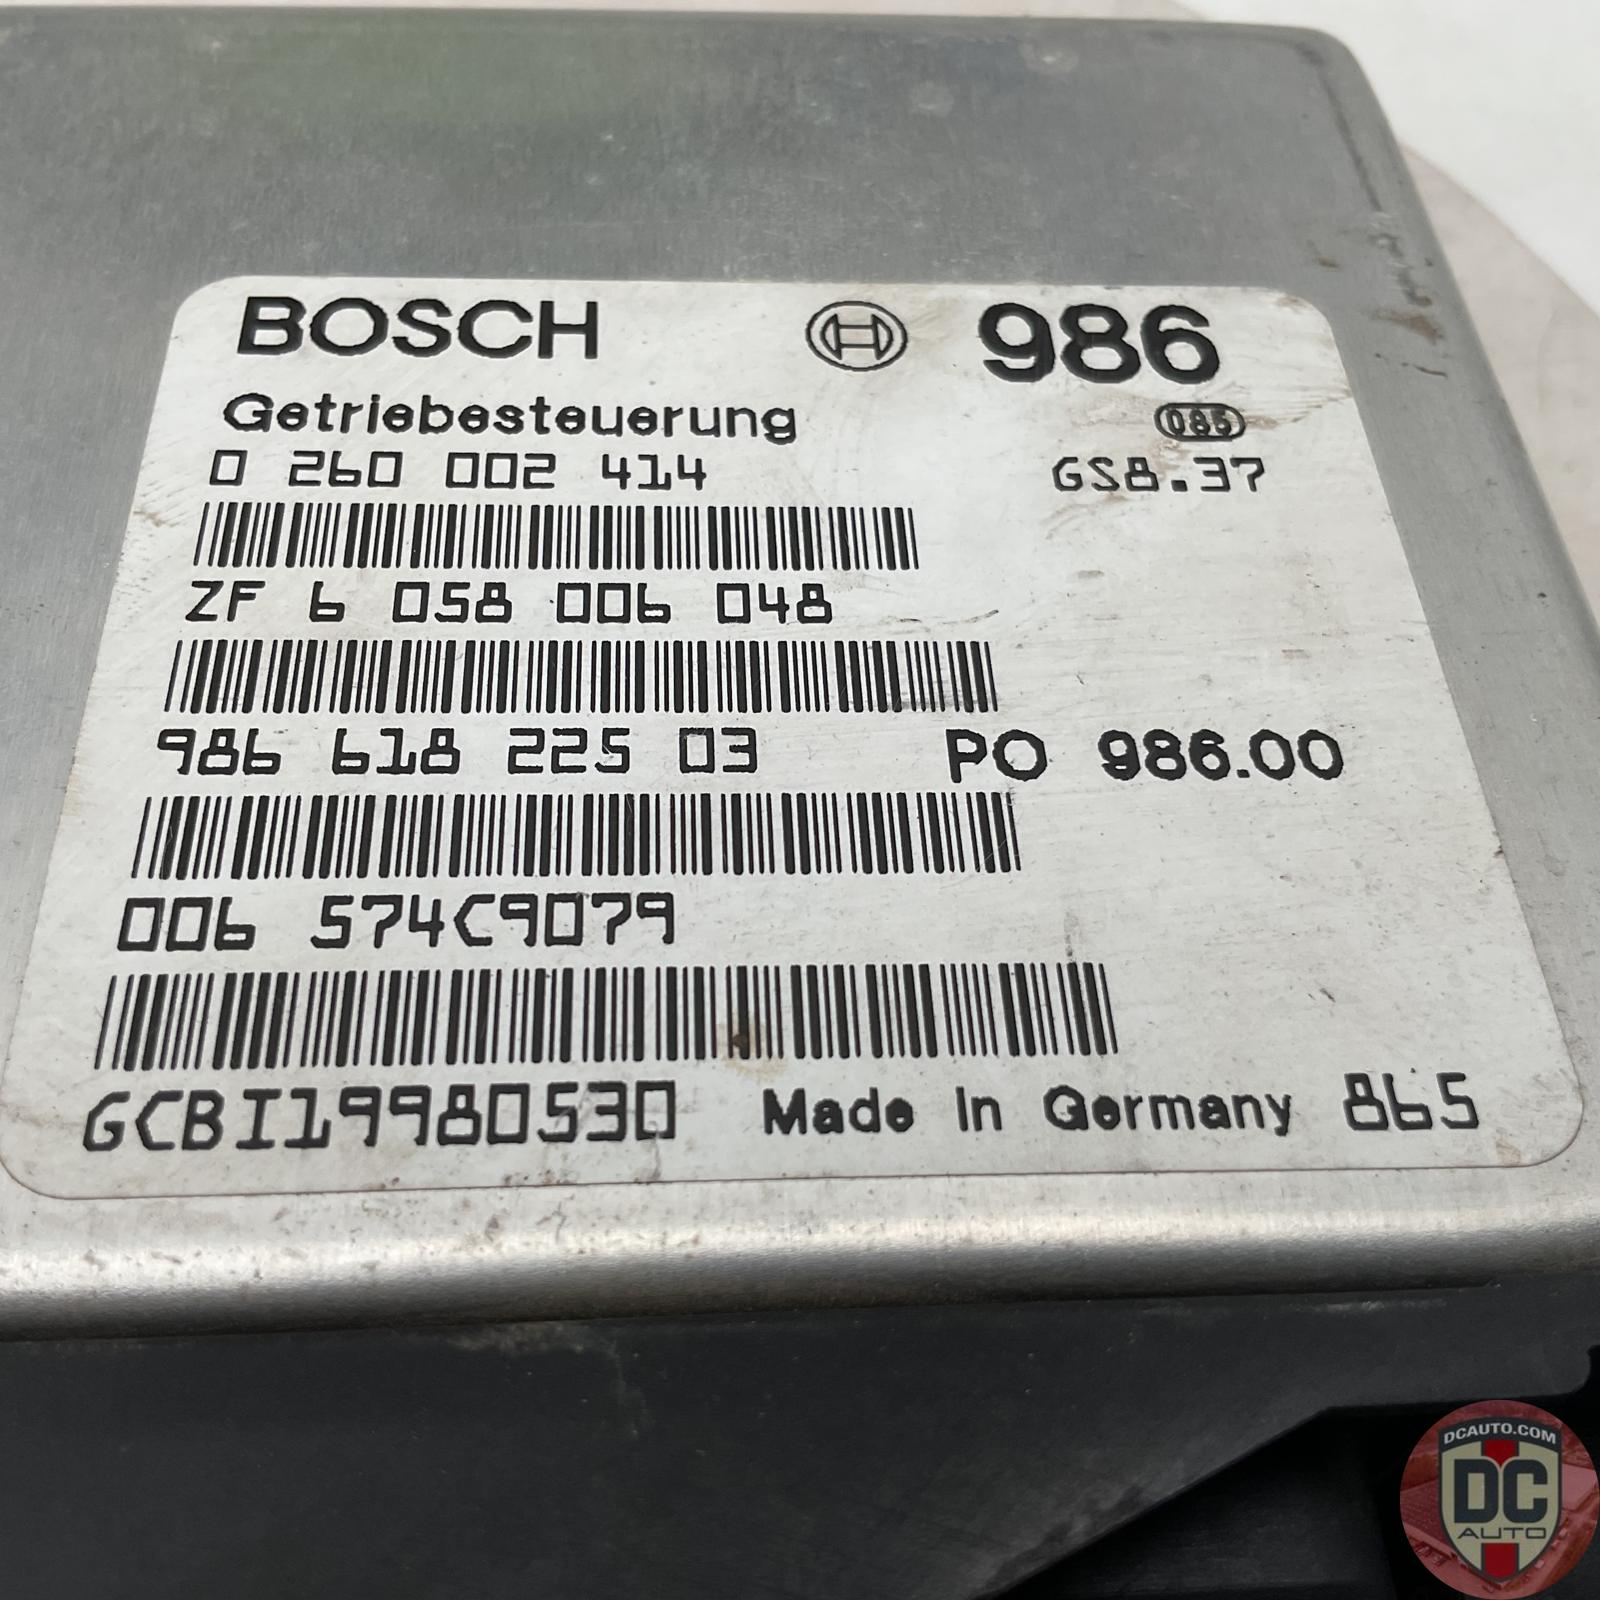 BOSCH 986
Getriebesteuerung 085
0 260 002 414 GS8.37
ZF 6 058 006 048
986 618 225 03 PO 986.00
006 574C9079
GCBI19980530 Made In Germany 865
DCAUTO.COM
DC
AUTO